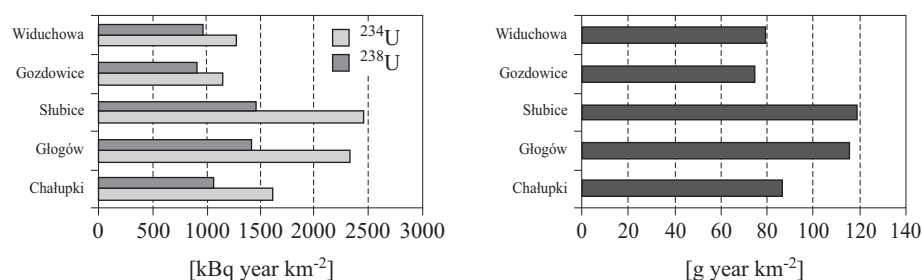 Widuchowa
Gozdowice
Słubice
Głogów
Chałupki
²³⁴U
²³⁸U
0 500 1000 1500 2000 2500 3000
[kBq year km⁻²]
Widuchowa
Gozdowice
Słubice
Głogów
Chałupki
0 20 40 60 80 100 120 140
[g year km⁻²]